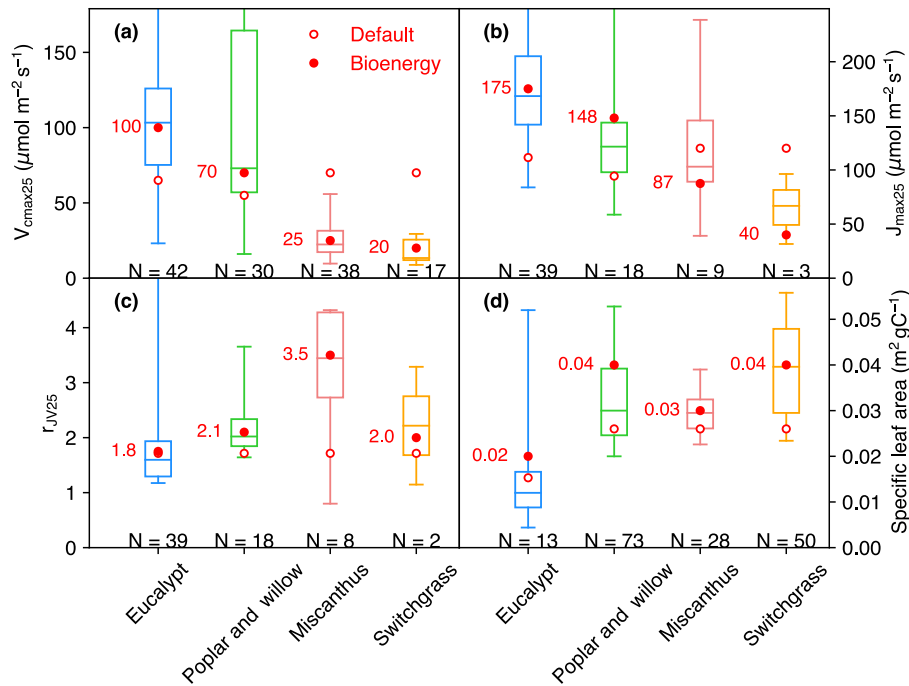 (a)
Default
Bioenergy
(b)
150
100
50
0
V_cmax25 (μmol m⁻² s⁻¹)
100
70
25
20
N = 42
N = 30
N = 38
N = 17
175
148
87
40
N = 39
N = 18
N = 9
N = 3
200
150
100
50
0
J_max25 (μmol m⁻² s⁻¹)
(c)
4
3
2
1
0
r_JV25
1.8
2.1
3.5
2.0
N = 39
N = 18
N = 8
N = 2
(d)
0.02
0.04
0.03
0.04
N = 13
N = 73
N = 28
N = 50
0.05
0.04
0.03
0.02
0.01
0.00
Specific leaf area (m² gC⁻¹)
Eucalypt
Poplar and willow
Miscanthus
Switchgrass
Eucalypt
Poplar and willow
Miscanthus
Switchgrass